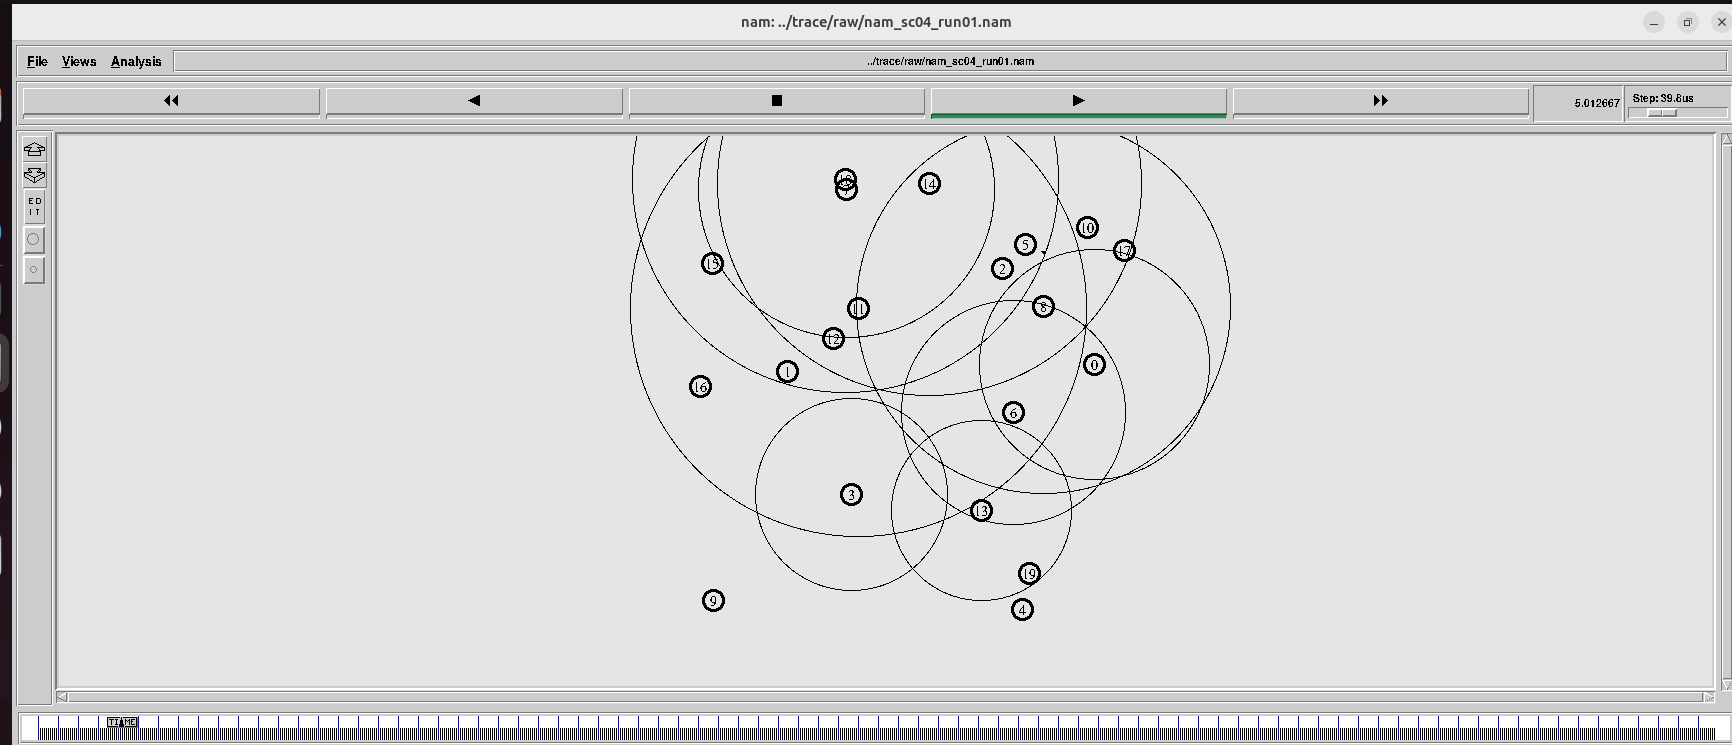 nam: ../trace/raw/nam_sc04_run01.nam
File Views Analysis
../trace/raw/nam_sc04_run01.nam
5.012667
Step: 39.8us
ED
IT
14
10
5
17
15
2
11
8
12
0
1
16
6
3
13
19
9
4
TIME